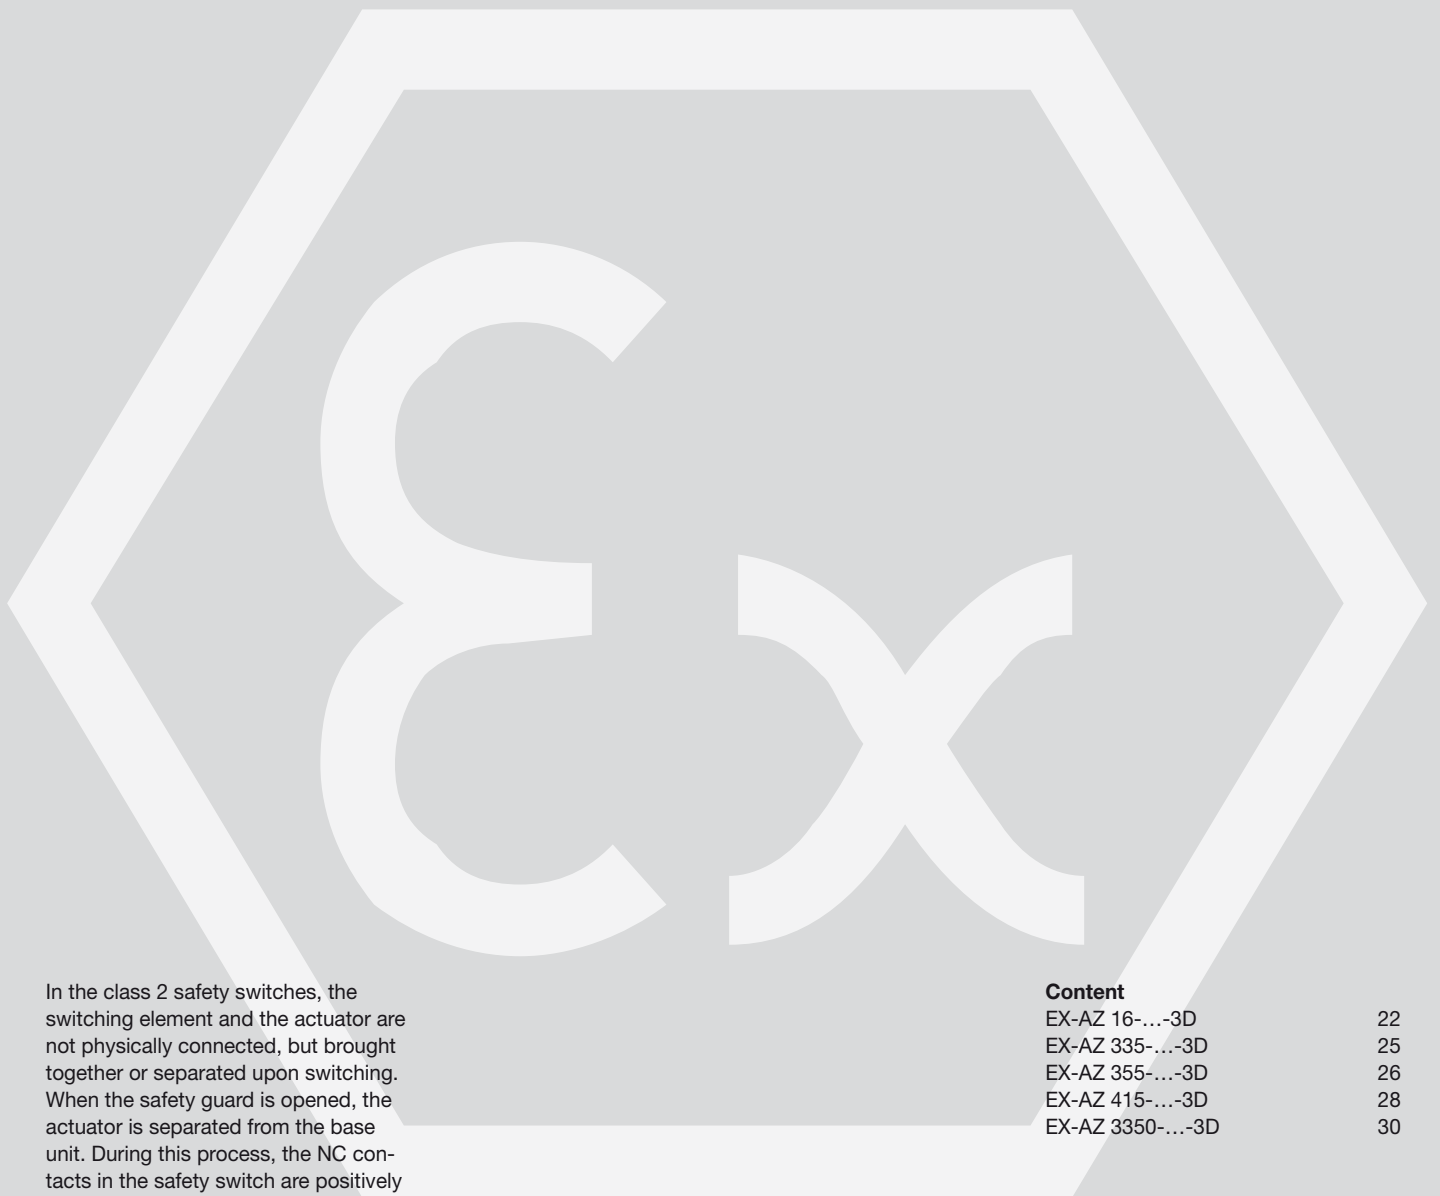 Ex
In the class 2 safety switches, the
switching element and the actuator are
not physically connected, but brought
together or separated upon switching.
When the safety guard is opened, the
actuator is separated from the base
unit. During this process, the NC con-
tacts in the safety switch are positively
Content
EX-AZ 16-…-3D 22
EX-AZ 335-…-3D 25
EX-AZ 355-…-3D 26
EX-AZ 415-…-3D 28
EX-AZ 3350-…-3D 30